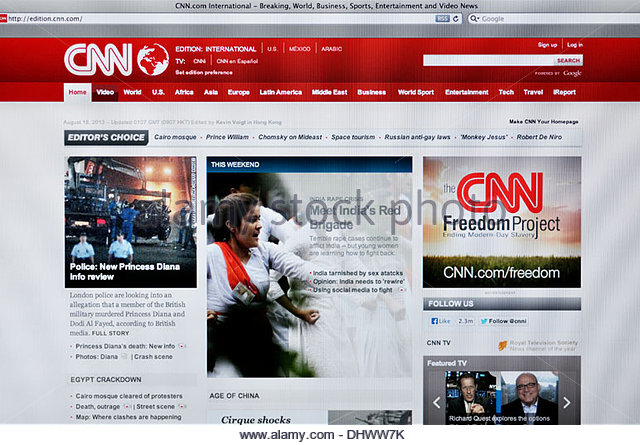 CNN.com International – Breaking, World, Business, Sports, Entertainment and Video News
http://edition.cnn.com/
RSS
Google
CNN
EDITION: INTERNATIONAL
U.S.
MÉXICO
ARABIC
TV: CNNi
CNN en Español
Set edition preference
Sign up
Log in
SEARCH
POWERED BY Google
Home Video World U.S. Africa Asia Europe Latin America Middle East Business World Sport Entertainment Tech Travel iReport
August 18, 2013 -- Updated 0107 GMT (0907 HKT) Edited by Kevin Voigt in Hong Kong
Make CNN Your Homepage
EDITOR'S CHOICE
Cairo mosque • Prince William • Chomsky on Mideast • Space tourism • Russian anti-gay laws • 'Monkey Jesus' • Robert De Niro
Police: New Princess Diana info review
London police are looking into an
allegation that a member of the British
military murdered Princess Diana and
Dodi Al Fayed, according to British
media. FULL STORY
• Princess Diana's death: New info
• Photos: Diana
| Crash scene
EGYPT CRACKDOWN
• Cairo mosque cleared of protesters
• Death, outrage
| Street scene
• Map: Where clashes are happening
THIS WEEKEND
INDIA RAPE CRISIS
Meet India's Red
Brigade
Terrible rape cases continue to
afflict India -- but young women
are learning how to fight back.
• India tarnished by sex atatcks
• Opinion: India needs to 'rewire'
• Using social media to fight
AGE OF CHINA
Cirque shocks
the CNN
Freedom Project
Ending Modern-Day Slavery
CNN.com/freedom
ADVERTISEMENT
FOLLOW US
Like 2.3m
Follow @cnni
CNN TV
Royal Television Society
News channel of the year
Featured TV
Richard Quest explores the options
alamy stock photo
www.alamy.com - DHWW7K